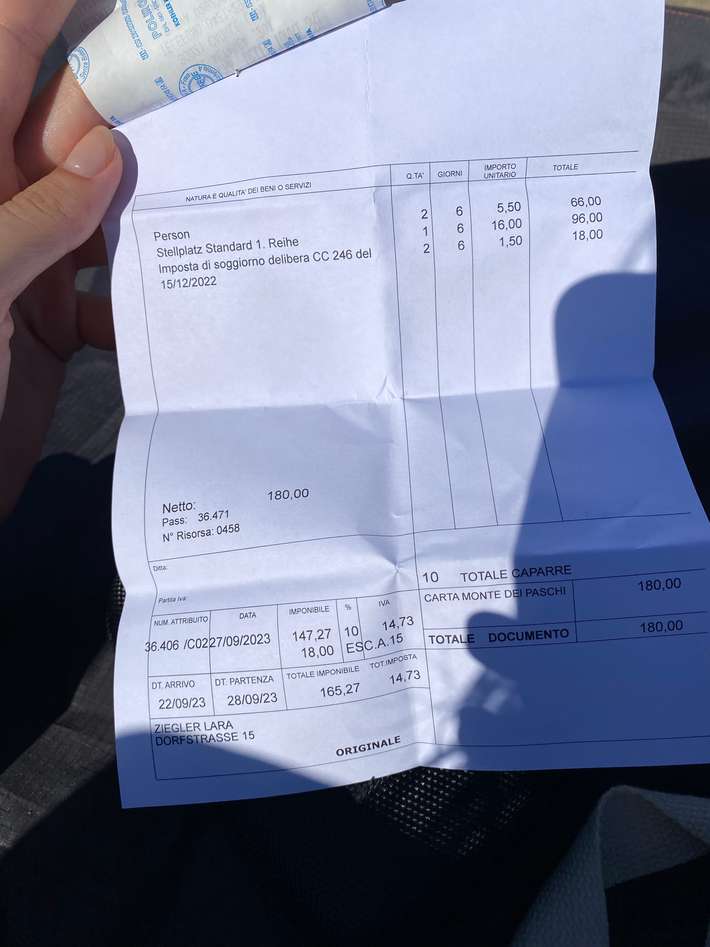 NATURA E QUALITA' DEI BENI O SERVIZI Q.TA' GIORNI IMPORTO UNITARIO TOTALE
Person 2 6 5,50 66,00
Stellplatz Standard 1. Reihe 1 6 16,00 96,00
Imposta di soggiorno delibera CC 246 del 2 6 1,50 18,00
15/12/2022
Netto: 180,00
Pass: 36.471
N° Risorsa: 0458
Ditta:
Partita Iva:
10 TOTALE CAPARRE
CARTA MONTE DEI PASCHI 180,00
TOTALE DOCUMENTO 180,00
NUM. ATTRIBUITO DATA IMPONIBILE % IVA
36.406 /C02 27/09/2023 147,27 10 14,73
18,00 ESC.A.15
DT. ARRIVO DT. PARTENZA TOTALE IMPONIBILE TOT.IMPOSTA
22/09/23 28/09/23 165,27 14,73
ZIEGLER LARA
DORFSTRASSE 15
ORIGINALE